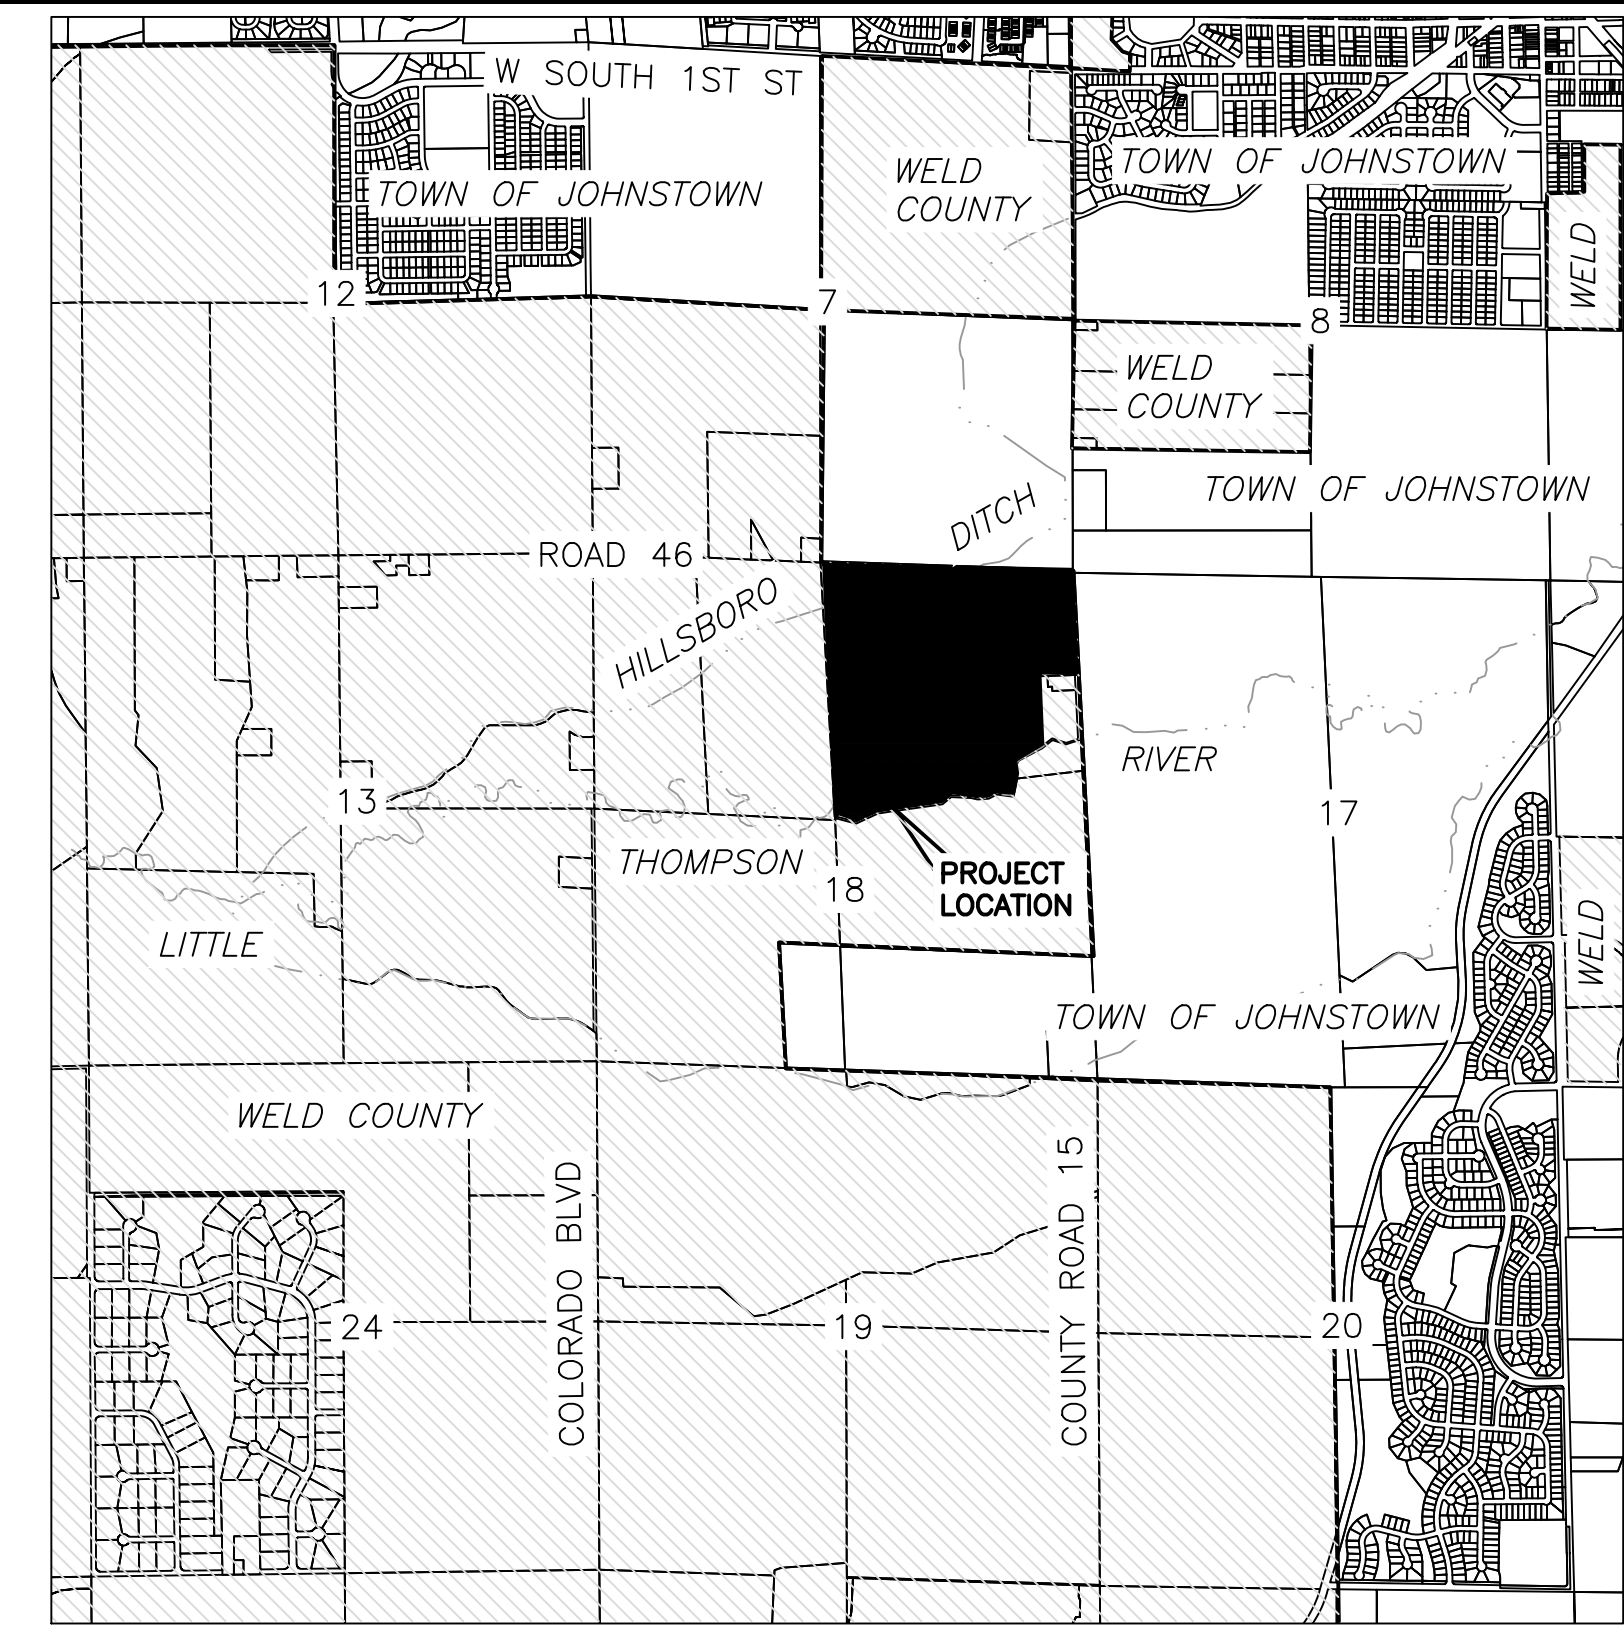 W SOUTH 1ST ST
TOWN OF JOHNSTOWN
WELD
COUNTY
TOWN OF JOHNSTOWN
WELD
12
7
8
WELD
COUNTY
TOWN OF JOHNSTOWN
DITCH
ROAD 46
HILLSBORO
RIVER
13
17
THOMPSON
18
PROJECT
LOCATION
LITTLE
WELD
TOWN OF JOHNSTOWN
WELD COUNTY
COLORADO BLVD
COUNTY ROAD 15
24
19
20